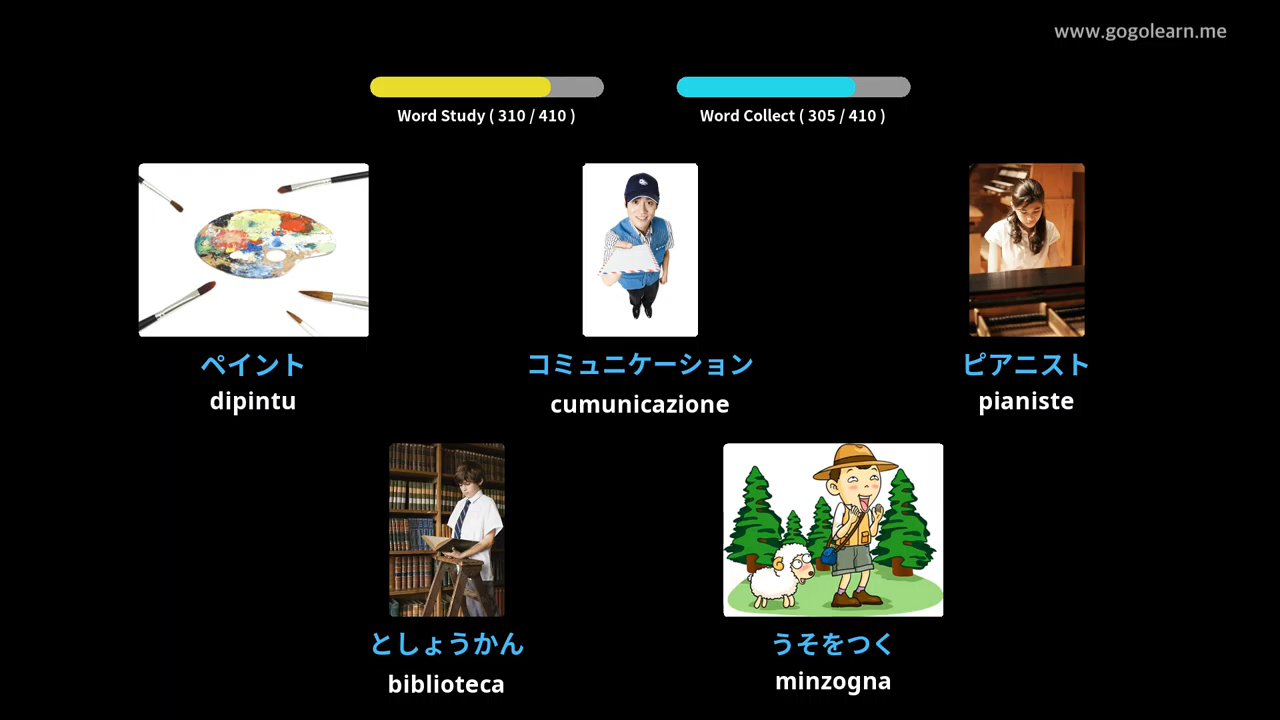 www.gogolearn.me
Word Study ( 310 / 410 )
Word Collect ( 305 / 410 )
ペイント
dipintu
コミュニケーション
cumunicazione
ピアニスト
pianiste
としょうかん
biblioteca
うそをつく
minzogna